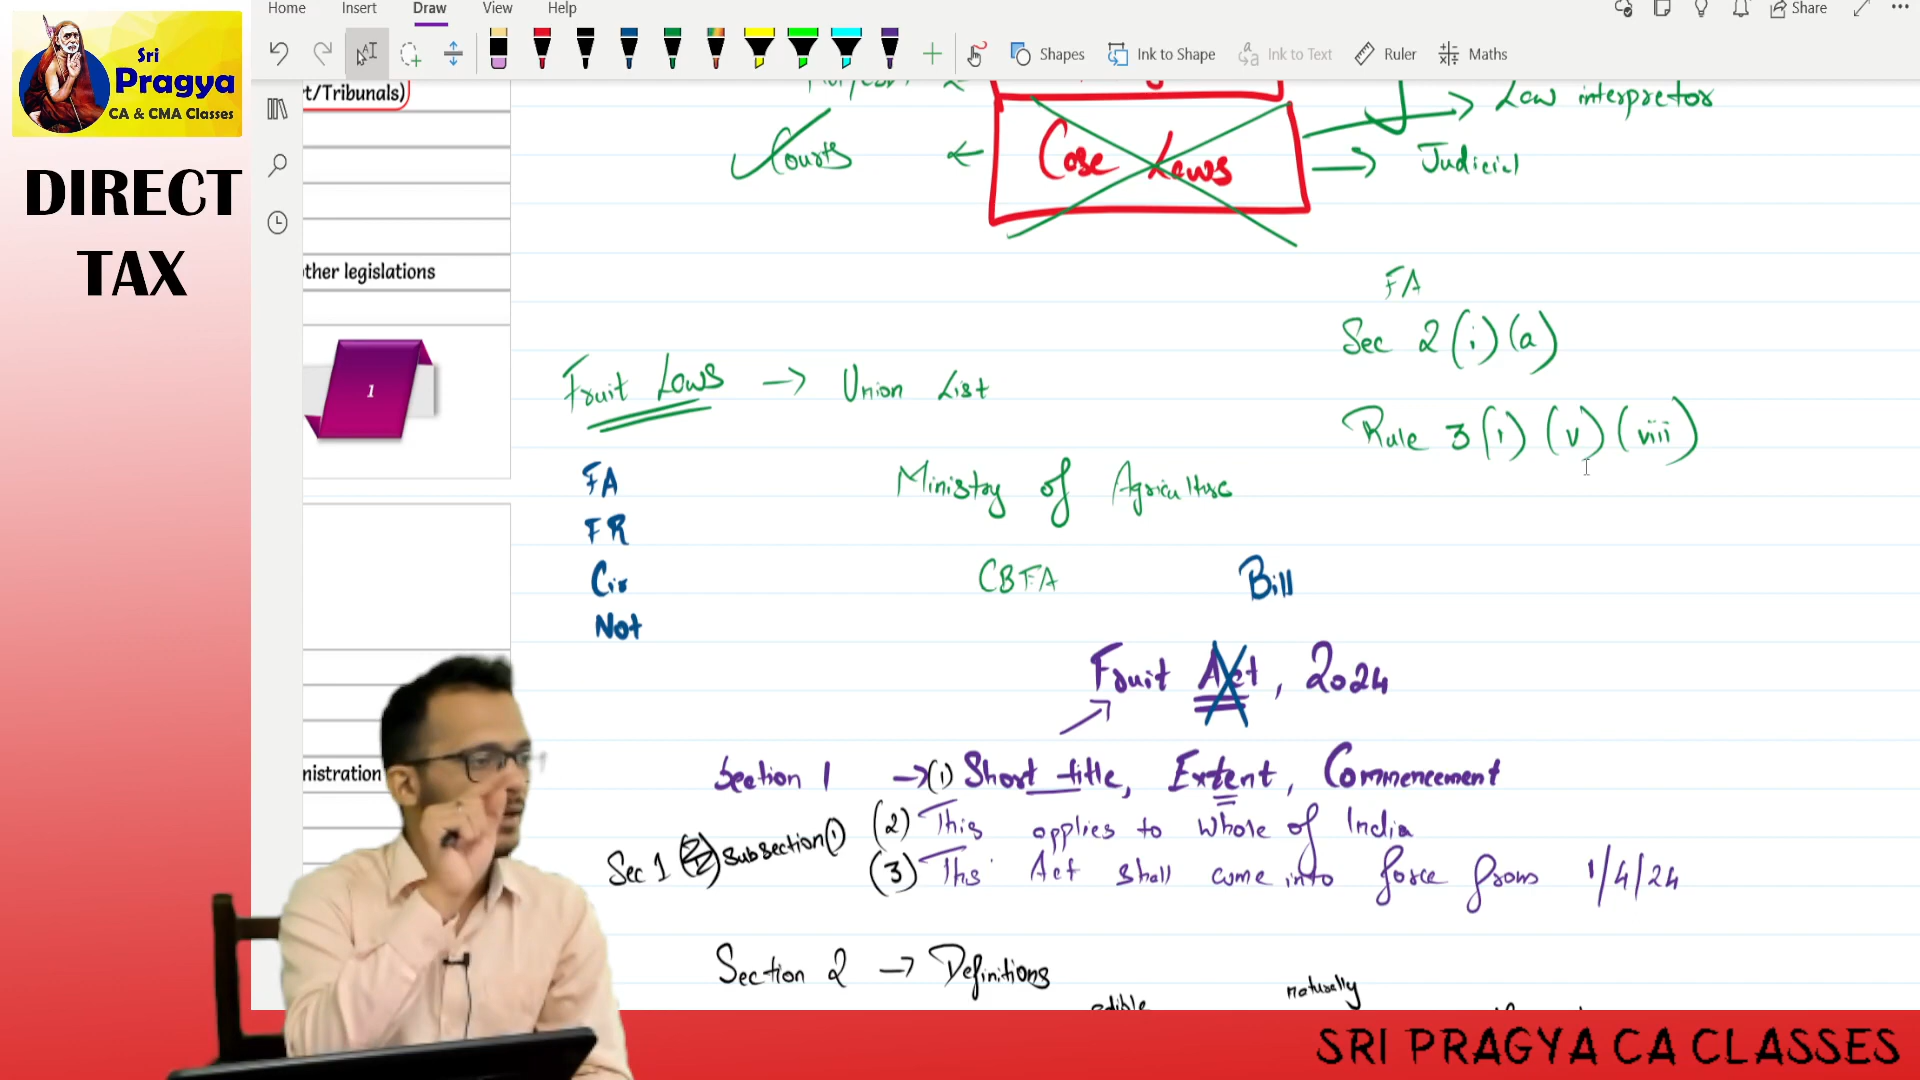 Sri
Pragya
CA & CMA Classes
DIRECT
TAX
Home Insert Draw View Help
Share
Shapes Ink to Shape Ink to Text Ruler Maths
t/Tribunals)
ther legislations
1
nistration
Courts ← Case Laws → Law interpretor
→ Judicial
FA
Sec 2 (i) (a)
Rule 3 (1) (v) (viii)
Fruit Laws → Union List
FA
FR
Cir
Not
Ministry of Agriculture
CBFA
Bill
Fruit Act, 2024
Section 1 → (1) Short title, Extent, Commencement
(2) This applies to whole of India
Sec 1 subsection (1)
(3) This Act shall come into force from 1/4/24
Section 2 → Definitions
edible naturally
SRI PRAGYA CA CLASSES